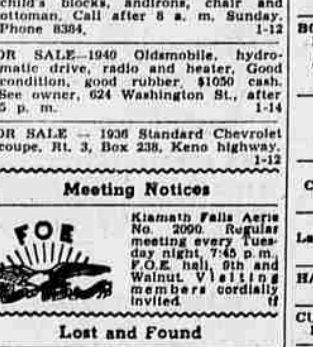 child's blocks, andirons, chair and
ottoman. Call after 8 a. m. Sunday.
Phone 8384. 1-12
OR SALE—1940 Oldsmobile, hydro-
matic drive, radio and heater, Good
condition, good rubber, $1050 cash.
See owner, 624 Washington St., after
5 p. m. 1-14
OR SALE — 1936 Standard Chevrolet
coupe, Rt. 3, Box 238, Keno highway.
1-12
Meeting Notices
FOE
Klamath Falls Aerie
No. 2090. Regular
meeting every Tues-
day night, 7:45 p.m.,
F.O.E. hall, 9th and
Walnut. Visiting
members cordially
invited. tf
Lost and Found